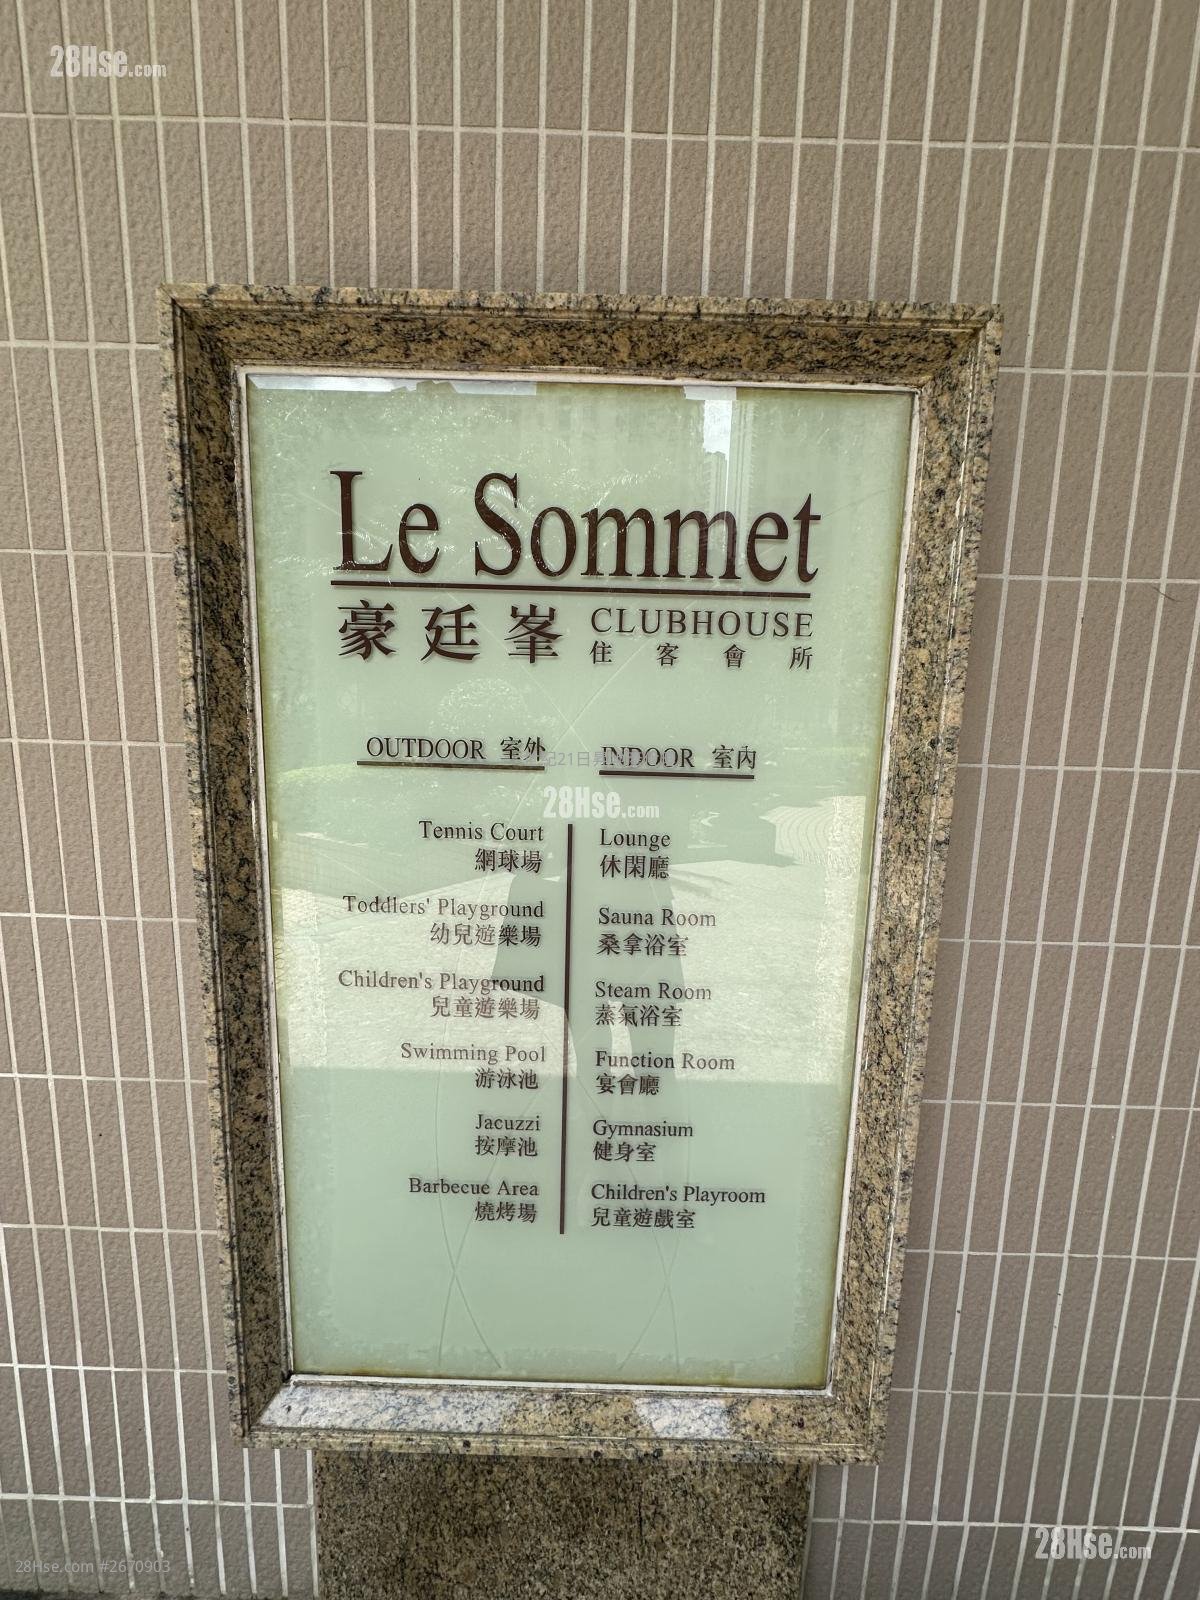 28Hse.com
Le Sommet
豪廷峯 CLUBHOUSE
住客會所
OUTDOOR 室外
Tennis Court
網球場
Toddlers' Playground
幼兒遊樂場
Children's Playground
兒童遊樂場
Swimming Pool
游泳池
Jacuzzi
按摩池
Barbecue Area
燒烤場
INDOOR 室內
Lounge
休閑廳
Sauna Room
桑拿浴室
Steam Room
蒸氣浴室
Function Room
宴會廳
Gymnasium
健身室
Children's Playroom
兒童遊戲室
28Hse.com
28Hse.com
28Hse.com #2670903